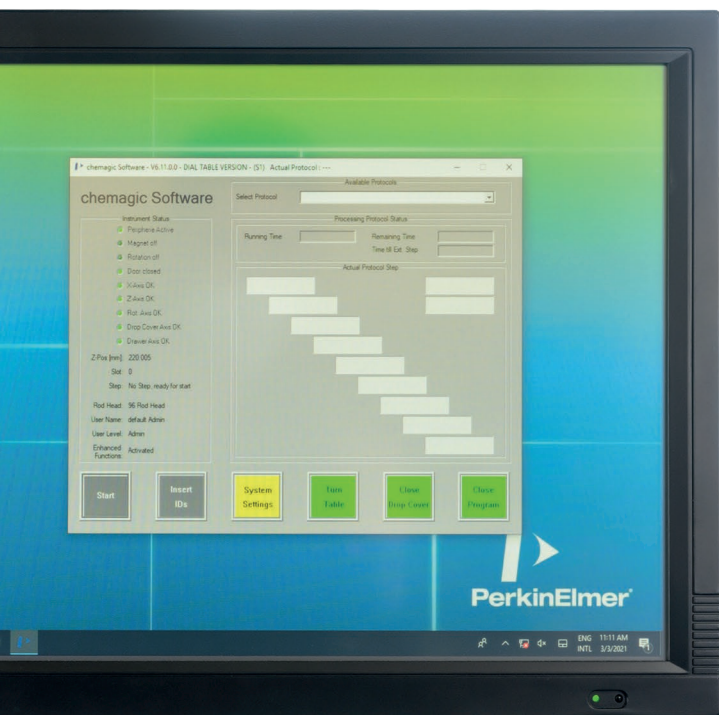 chemagic Software - V6.11.0.0 - DIAL TABLE VERSION - (S1) Actual Protocol : ---
chemagic Software
Available Protocols
Select Protocol
Instrument Status
Periphere Active
Magnet off
Rotation off
Door closed
X-Axis OK
Z-Axis OK
Rot. Axis OK
Drop Cover Axis OK
Drawer Axis OK
Z-Pos [mm]: 220.005
Slot: 0
Step: No Step, ready for start
Rod Head: 96 Rod Head
User Name: default Admin
User Level: Admin
Enhanced Functions: Activated
Processing Protocol Status
Running Time
Remaining Time
Time till Ext. Step
Actual Protocol Step
Start
Insert IDs
System Settings
Turn Table
Close Drop Cover
Close Program
PerkinElmer®
ENG 11:11 AM
INTL 3/3/2021